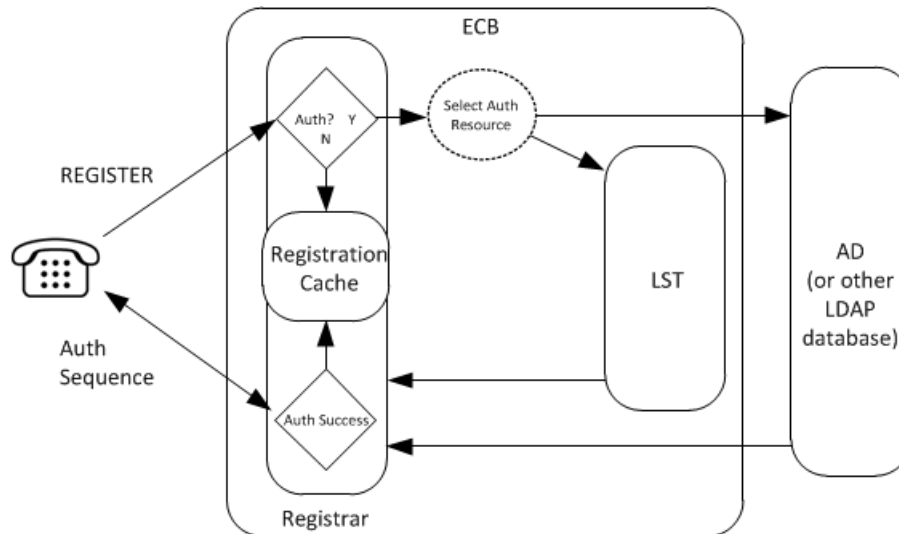 ECB
Auth? Y
N
Select Auth
Resource
REGISTER
Registration
Cache
LST
AD
(or other
LDAP
database)
Auth
Sequence
Auth Success
Registrar